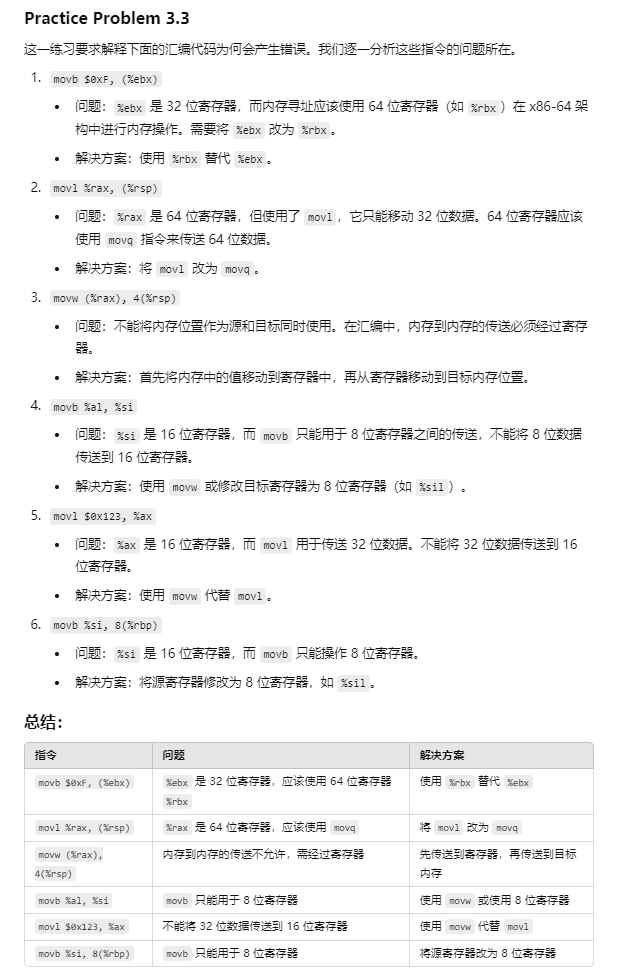 Practice Problem 3.3
这一练习要求解释下面的汇编代码为何会产生错误。我们逐一分析这些指令的问题所在。
1. movb $0xF, (%ebx)
• 问题：%ebx 是 32 位寄存器，而内存寻址应该使用 64 位寄存器（如 %rbx）在 x86-64 架
构中进行内存操作。需要将 %ebx 改为 %rbx。
• 解决方案：使用 %rbx 替代 %ebx。
2. movl %rax, (%rsp)
• 问题：%rax 是 64 位寄存器，但使用了 movl，它只能移动 32 位数据。64 位寄存器应该
使用 movq 指令来传送 64 位数据。
• 解决方案：将 movl 改为 movq。
3. movw (%rax), 4(%rsp)
• 问题：不能将内存位置作为源和目标同时使用。在汇编中，内存到内存的传送必须经过寄存
器。
• 解决方案：首先将内存中的值移动到寄存器中，再从寄存器移动到目标内存位置。
4. movb %al, %si
• 问题：%si 是 16 位寄存器，而 movb 只能用于 8 位寄存器之间的传送，不能将 8 位数据
传送到 16 位寄存器。
• 解决方案：使用 movw 或修改目标寄存器为 8 位寄存器（如 %sil）。
5. movl $0x123, %ax
• 问题：%ax 是 16 位寄存器，而 movl 用于传送 32 位数据。不能将 32 位数据传送到 16
位寄存器。
• 解决方案：使用 movw 代替 movl。
6. movb %si, 8(%rbp)
• 问题：%si 是 16 位寄存器，而 movb 只能操作 8 位寄存器。
• 解决方案：将源寄存器修改为 8 位寄存器，如 %sil。
总结：
指令 问题 解决方案
movb $0xF, (%ebx) %ebx 是 32 位寄存器，应该使用 64 位寄存器 使用 %rbx 替代 %ebx
%rbx
movl %rax, (%rsp) %rax 是 64 位寄存器，应该使用 movq 将 movl 改为 movq
movw (%rax), 内存到内存的传送不允许，需经过寄存器 先传送到寄存器，再传送到目标
4(%rsp) 内存
movb %al, %si movb 只能用于 8 位寄存器 使用 movw 或使用 8 位寄存器
movl $0x123, %ax 不能将 32 位数据传送到 16 位寄存器 使用 movw 代替 movl
movb %si, 8(%rbp) movb 只能用于 8 位寄存器 将源寄存器改为 8 位寄存器